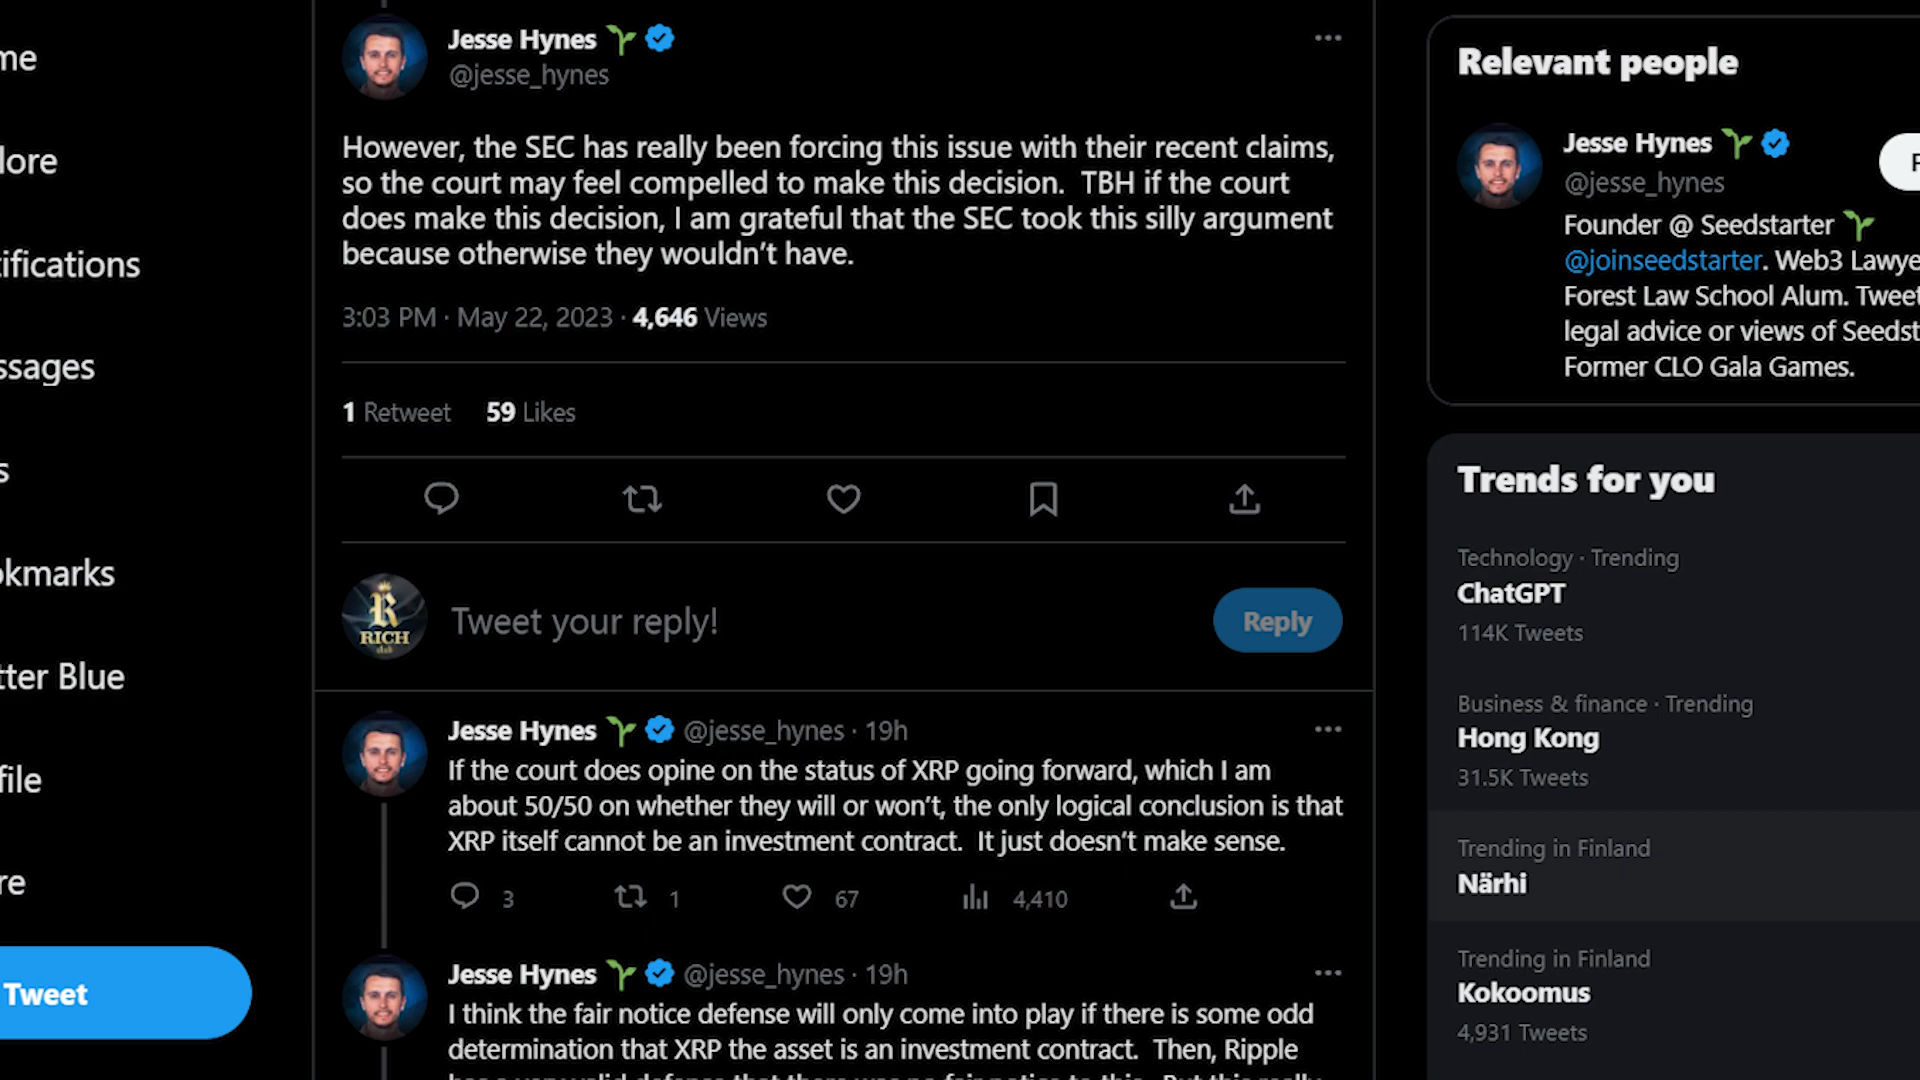 me
lore
tifications
ssages
s
okmarks
tter Blue
file
re
Tweet
Jesse Hynes
@jesse_hynes
However, the SEC has really been forcing this issue with their recent claims,
so the court may feel compelled to make this decision.  TBH if the court
does make this decision, I am grateful that the SEC took this silly argument
because otherwise they wouldn’t have.
3:03 PM · May 22, 2023 · 4,646 Views
1 Retweet 59 Likes
RICH
club
Tweet your reply!
Reply
Jesse Hynes @jesse_hynes · 19h
If the court does opine on the status of XRP going forward, which I am
about 50/50 on whether they will or won’t, the only logical conclusion is that
XRP itself cannot be an investment contract.  It just doesn’t make sense.
3 1 67 4,410
Jesse Hynes @jesse_hynes · 19h
I think the fair notice defense will only come into play if there is some odd
determination that XRP the asset is an investment contract.  Then, Ripple
Relevant people
Jesse Hynes
@jesse_hynes
Founder @ Seedstarter
@joinseedstarter. Web3 Lawye
Forest Law School Alum. Tweet
legal advice or views of Seedst
Former CLO Gala Games.
Trends for you
Technology · Trending
ChatGPT
114K Tweets
Business & finance · Trending
Hong Kong
31.5K Tweets
Trending in Finland
Närhi
Trending in Finland
Kokoomus
4,931 Tweets